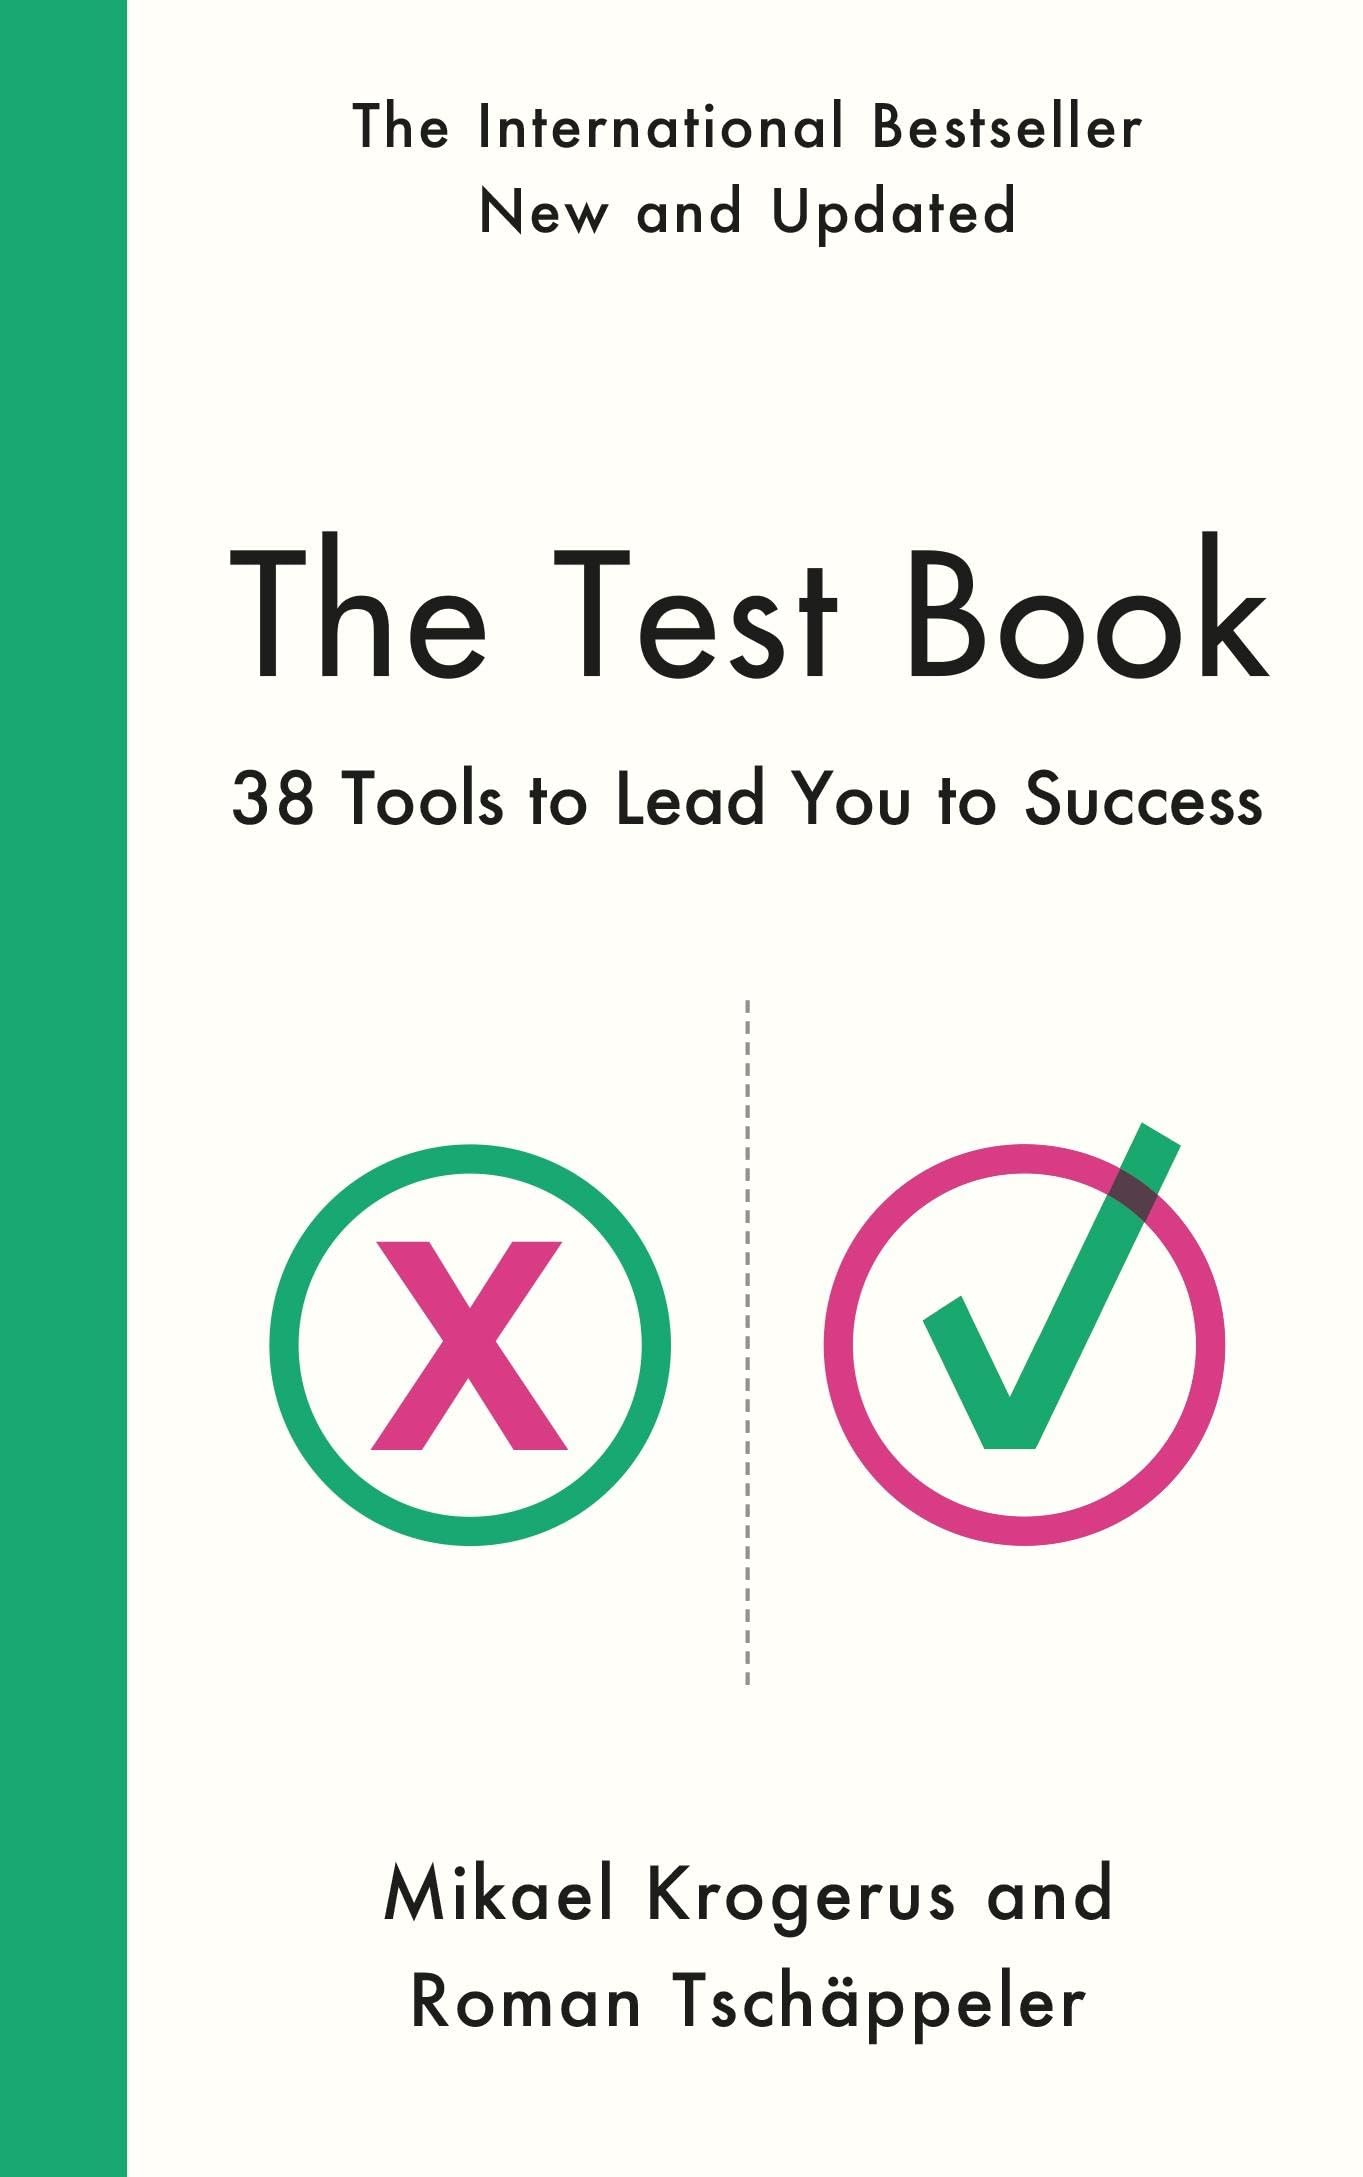 The International Bestseller
New and Updated
The Test Book
38 Tools to Lead You to Success
X
Mikael Krogerus and
Roman Tschäppeler